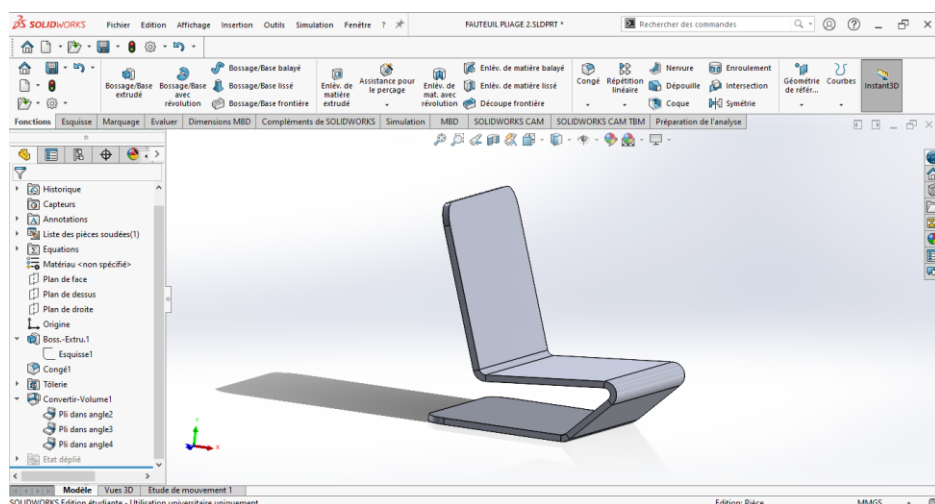 SOLIDWORKS Fichier Edition Affichage Insertion Outils Simulation Fenêtre ? FAUTEUIL PLIAGE 2.SLDPRT * Rechercher des commandes
Bossage/Base extrudé
Bossage/Base avec révolution
Bossage/Base balayé
Bossage/Base lissé
Bossage/Base frontière
Enlèv. de matière extrudé
Assistance pour le perçage
Enlèv. de mat. avec révolution
Enlèv. de matière balayé
Enlèv. de matière lissé
Découpe frontière
Congé
Répétition linéaire
Nervure
Dépouille
Coque
Enroulement
Intersection
Symétrie
Géométrie de référ...
Courbes
Instant3D
Fonctions Esquisse Marquage Evaluer Dimensions MBD Compléments de SOLIDWORKS Simulation MBD SOLIDWORKS CAM SOLIDWORKS CAM TBM Préparation de l'analyse
Historique
Capteurs
Annotations
Liste des pièces soudées(1)
Equations
Matériau <non spécifié>
Plan de face
Plan de dessus
Plan de droite
Origine
Boss.-Extru.1
Esquisse1
Congé1
Tôlerie
Convertir-Volume1
Pli dans angle2
Pli dans angle3
Pli dans angle4
Etat déplié
Modèle Vues 3D Etude de mouvement 1
SOLIDWORKS Edition étudiante - Utilisation universitaire uniquement Edition: Pièce MMGS